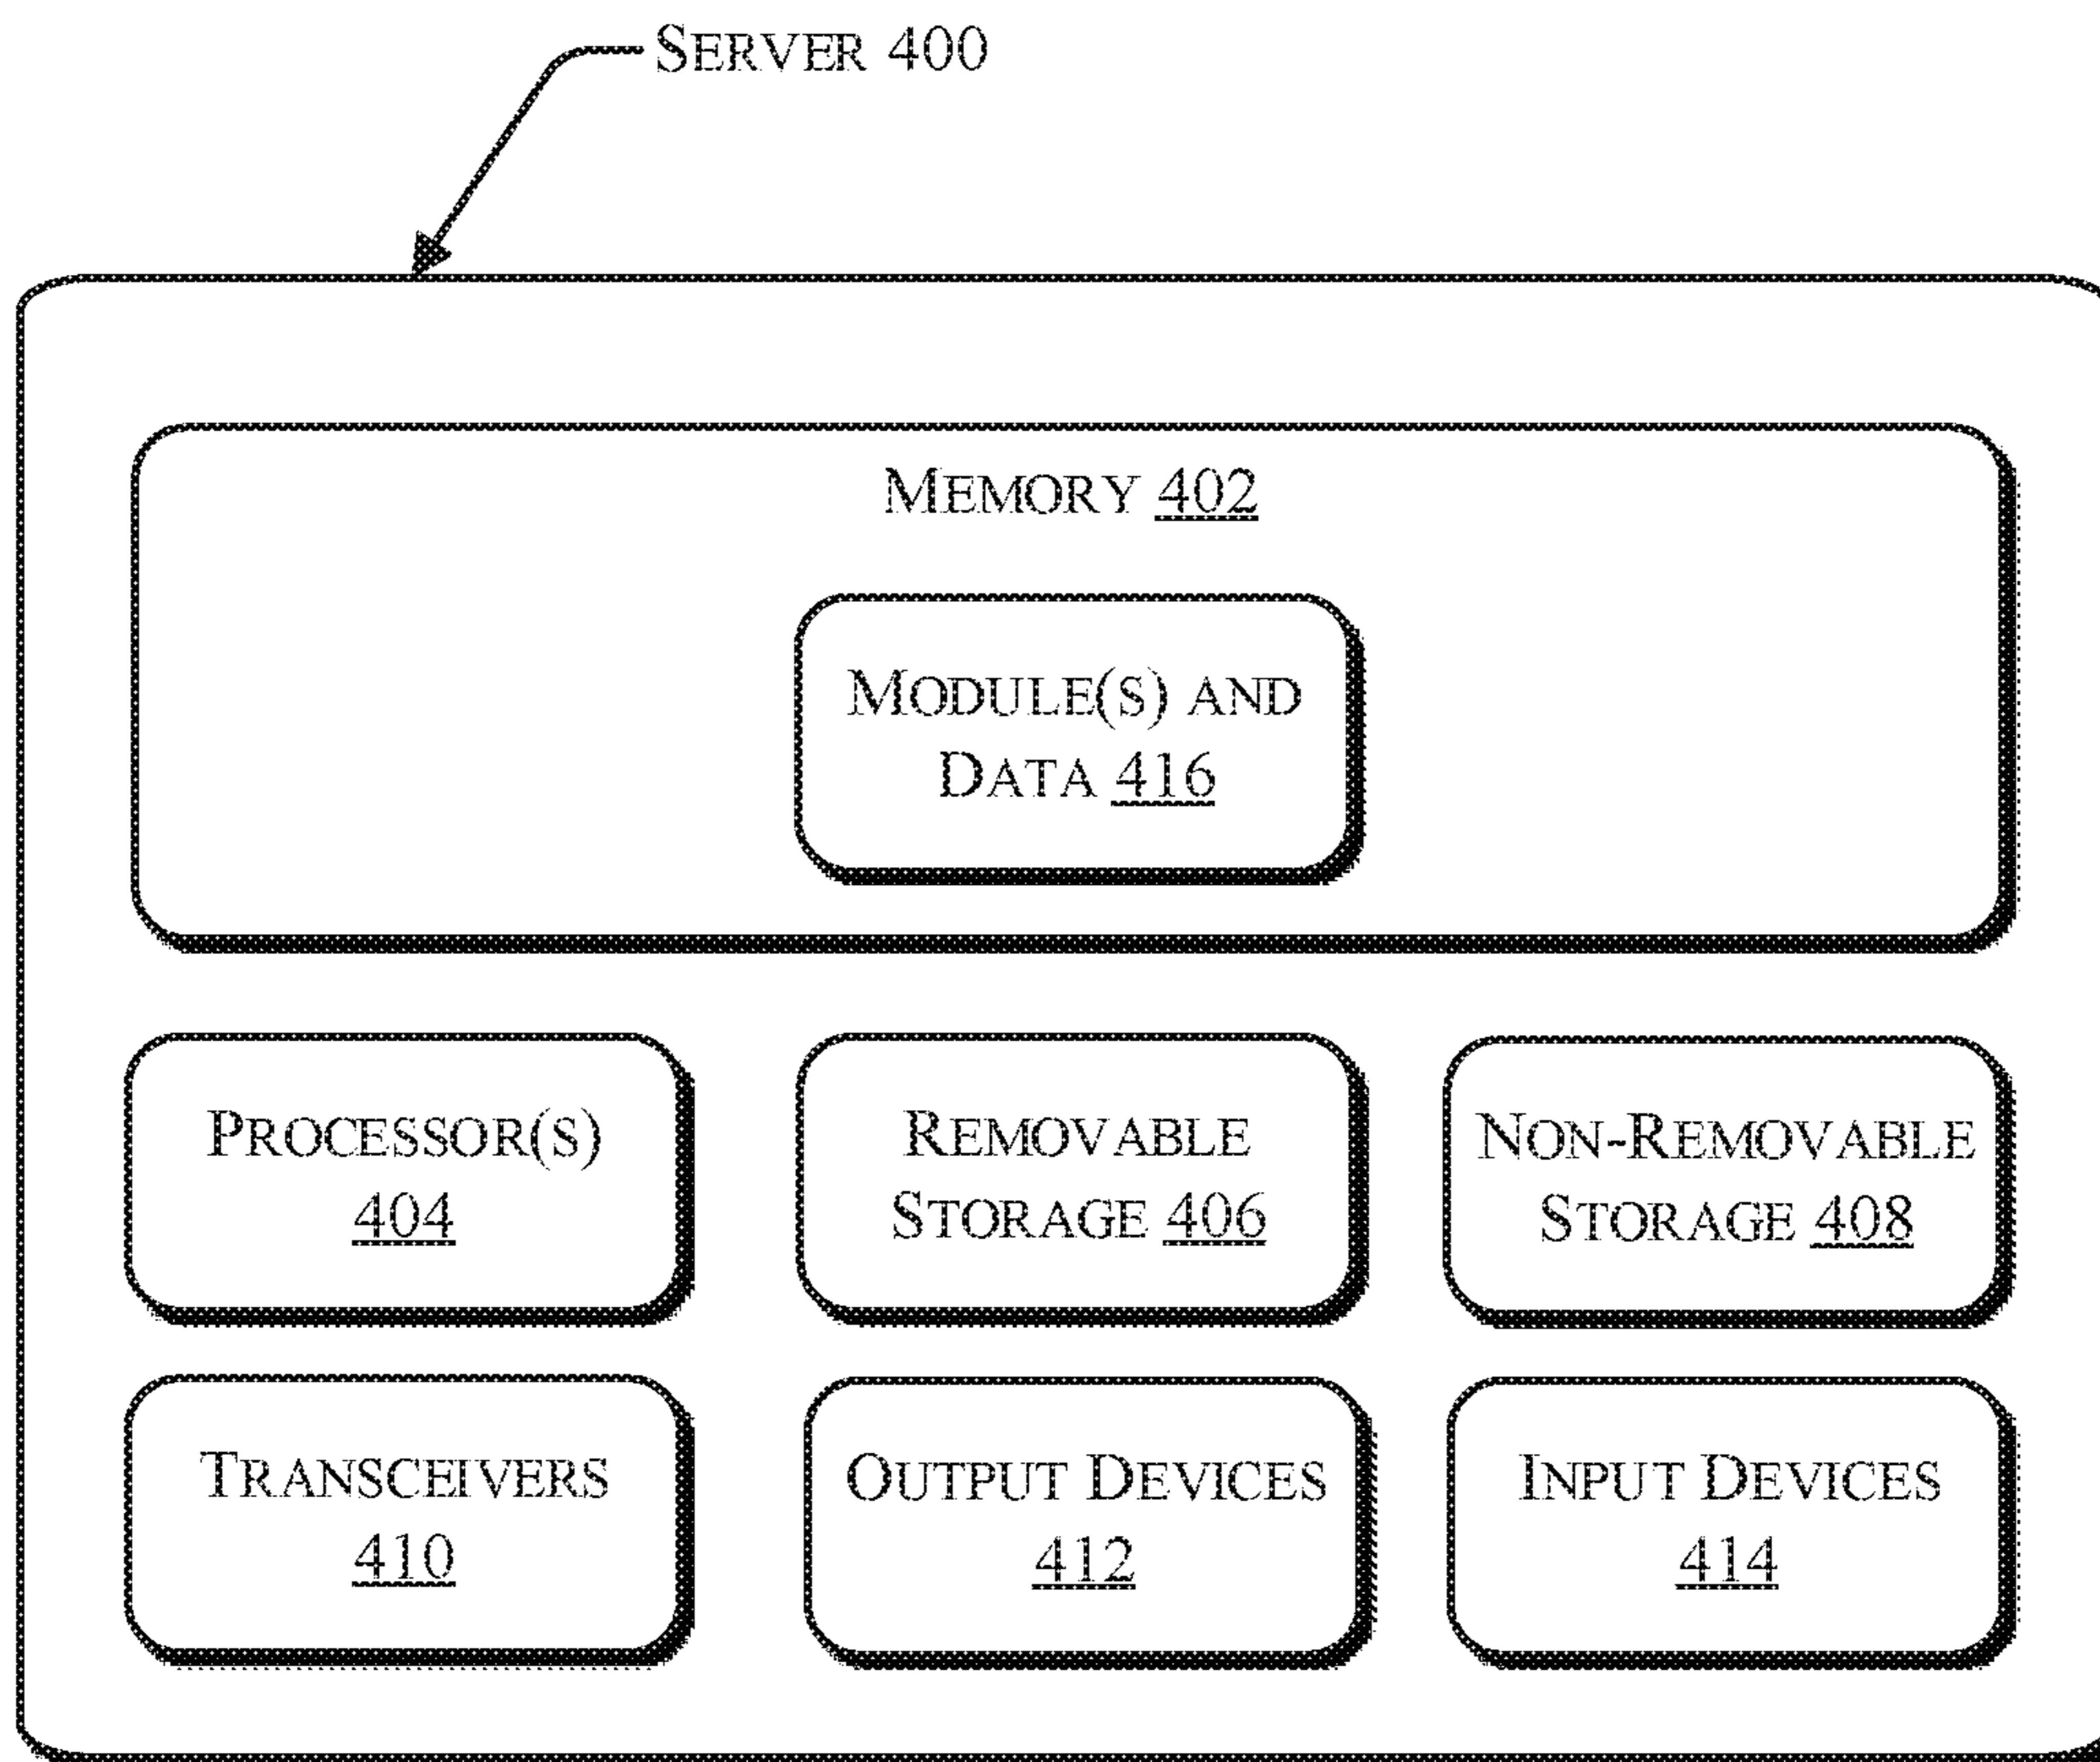 SERVER 400
MEMORY 402
MODULE(S) AND
DATA 416
PROCESSOR(S)
404
REMOVABLE
STORAGE 406
NON-REMOVABLE
STORAGE 408
TRANSCEIVERS
410
OUTPUT DEVICES
412
INPUT DEVICES
414